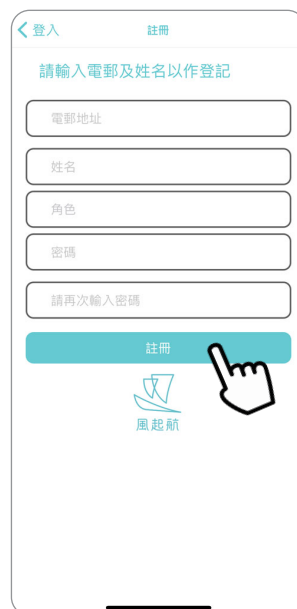 登入 註冊
請輸入電郵及姓名以作登記
電郵地址
姓名
角色
密碼
請再次輸入密碼
註冊
風起航